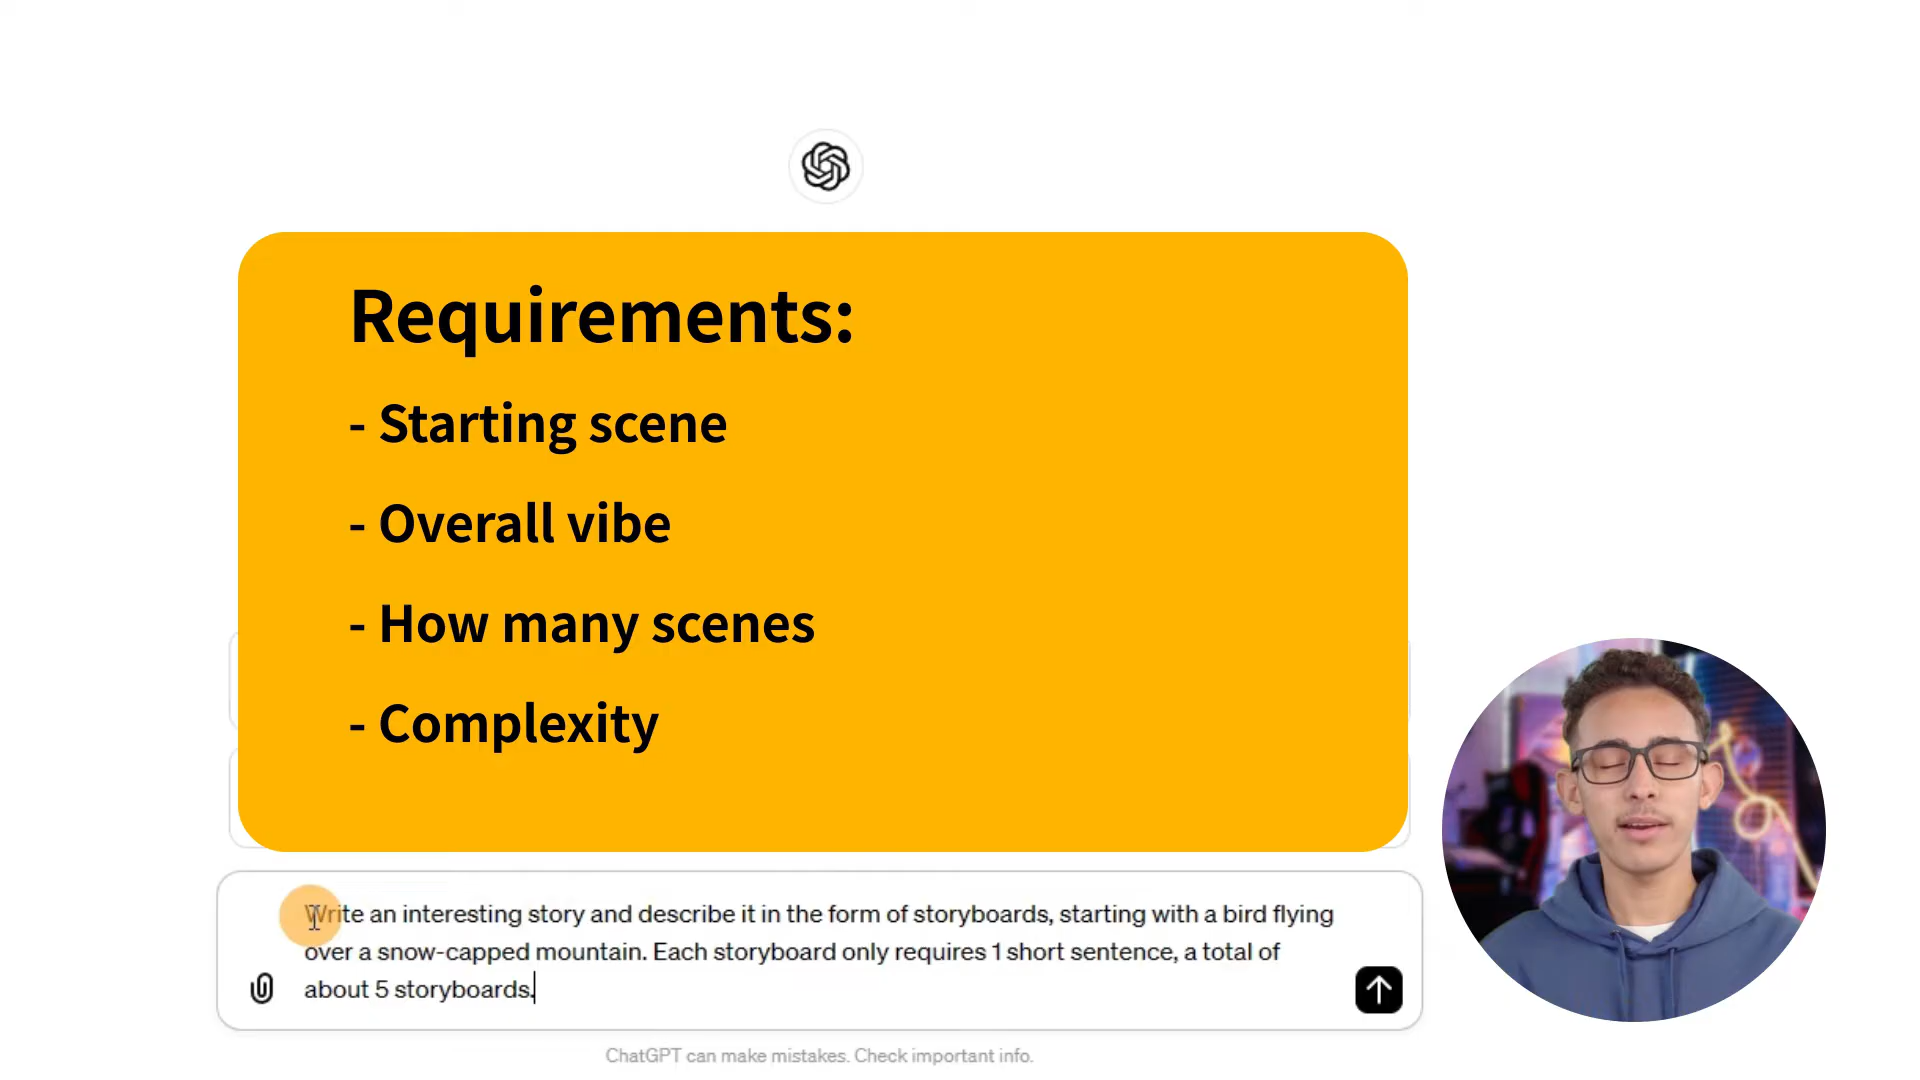 Requirements:
- Starting scene
- Overall vibe
- How many scenes
- Complexity
Write an interesting story and describe it in the form of storyboards, starting with a bird flying
over a snow-capped mountain. Each storyboard only requires 1 short sentence, a total of
about 5 storyboards.
ChatGPT can make mistakes. Check important info.